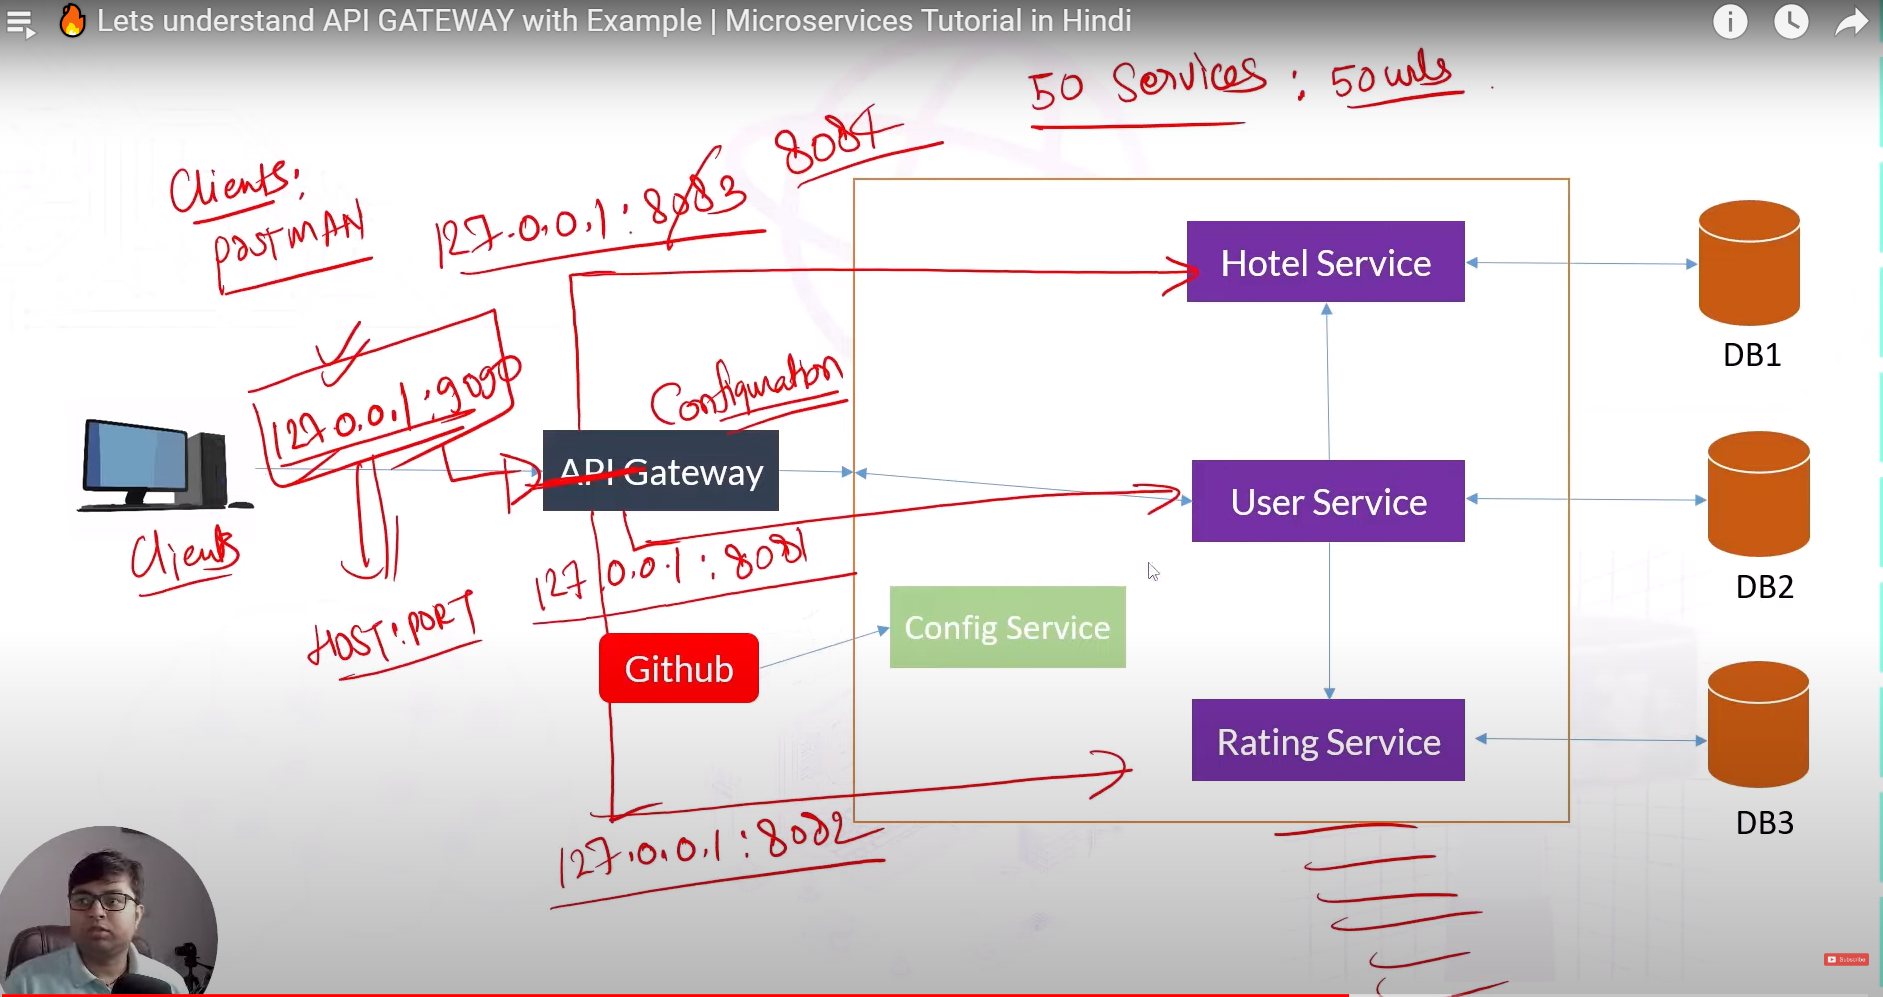 🔥 Lets understand API GATEWAY with Example | Microservices Tutorial in Hindi
50 Services : 50 urls
8084
Clients:
POSTMAN
127.0.0.1:8083
Hotel Service
DB1
127.0.0.1:9090
Configuration
API Gateway
User Service
DB2
Clients
127.0.0.1:8081
HOST:PORT
Config Service
Github
Rating Service
DB3
127.0.0.1:8082
Subscribe